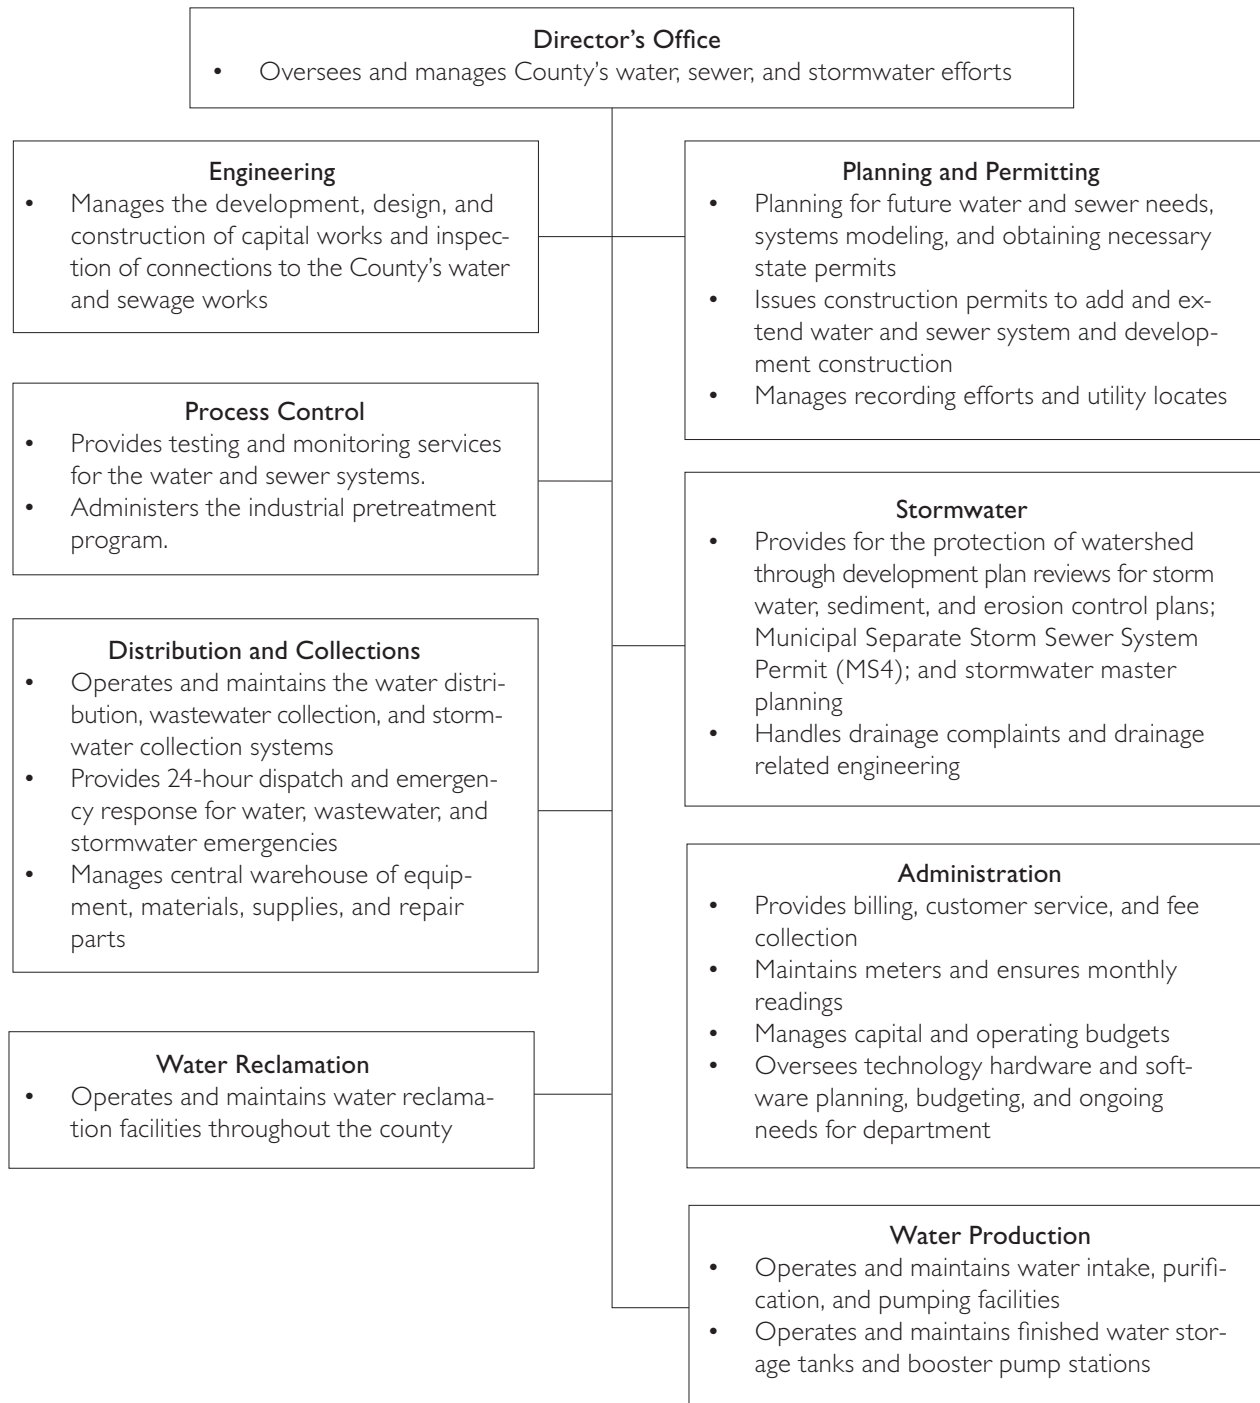 Director’s Office
• Oversees and manages County’s water, sewer, and stormwater efforts
Engineering
• Manages the development, design, and
construction of capital works and inspec-
tion of connections to the County’s water
and sewage works
Planning and Permitting
• Planning for future water and sewer needs,
systems modeling, and obtaining necessary
state permits
• Issues construction permits to add and ex-
tend water and sewer system and develop-
ment construction
• Manages recording efforts and utility locates
Process Control
• Provides testing and monitoring services
for the water and sewer systems.
• Administers the industrial pretreatment
program.
Stormwater
• Provides for the protection of watershed
through development plan reviews for storm
water, sediment, and erosion control plans;
Municipal Separate Storm Sewer System
Permit (MS4); and stormwater master
planning
• Handles drainage complaints and drainage
related engineering
Distribution and Collections
• Operates and maintains the water distri-
bution, wastewater collection, and storm-
water collection systems
• Provides 24-hour dispatch and emergen-
cy response for water, wastewater, and
stormwater emergencies
• Manages central warehouse of equip-
ment, materials, supplies, and repair
parts
Administration
• Provides billing, customer service, and fee
collection
• Maintains meters and ensures monthly
readings
• Manages capital and operating budgets
• Oversees technology hardware and soft-
ware planning, budgeting, and ongoing
needs for department
Water Reclamation
• Operates and maintains water reclama-
tion facilities throughout the county
Water Production
• Operates and maintains water intake, purifi-
cation, and pumping facilities
• Operates and maintains finished water stor-
age tanks and booster pump stations